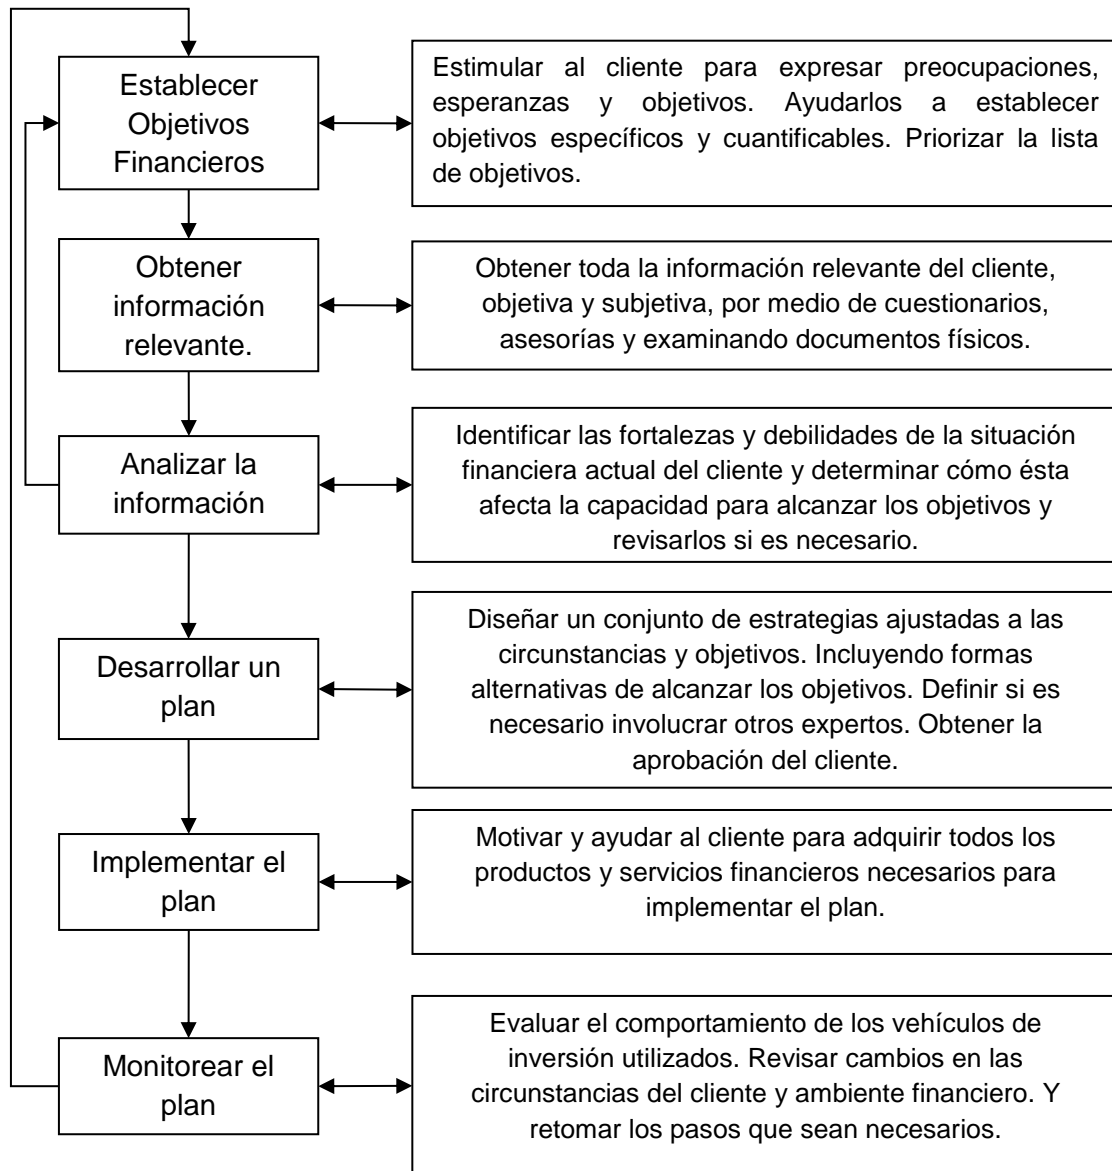 Establecer
Objetivos
Financieros
Estimular al cliente para expresar preocupaciones,
esperanzas y objetivos. Ayudarlos a establecer
objetivos específicos y cuantificables. Priorizar la lista
de objetivos.
Obtener
información
relevante.
Obtener toda la información relevante del cliente,
objetiva y subjetiva, por medio de cuestionarios,
asesorías y examinando documentos físicos.
Analizar la
información
Identificar las fortalezas y debilidades de la situación
financiera actual del cliente y determinar cómo ésta
afecta la capacidad para alcanzar los objetivos y
revisarlos si es necesario.
Desarrollar un
plan
Diseñar un conjunto de estrategias ajustadas a las
circunstancias y objetivos. Incluyendo formas
alternativas de alcanzar los objetivos. Definir si es
necesario involucrar otros expertos. Obtener la
aprobación del cliente.
Implementar el
plan
Motivar y ayudar al cliente para adquirir todos los
productos y servicios financieros necesarios para
implementar el plan.
Monitorear el
plan
Evaluar el comportamiento de los vehículos de
inversión utilizados. Revisar cambios en las
circunstancias del cliente y ambiente financiero. Y
retomar los pasos que sean necesarios.